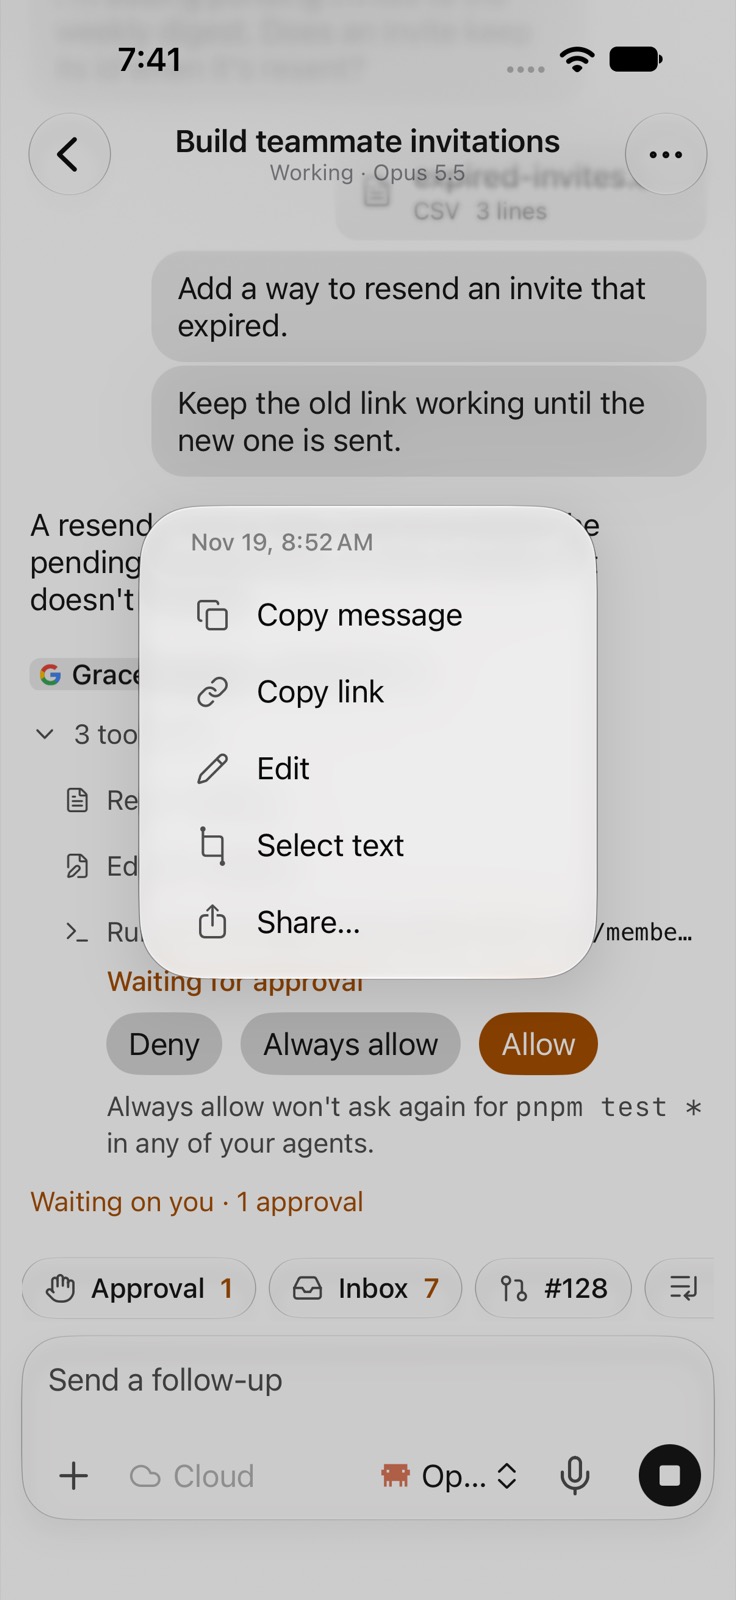 7:41
Build teammate invitations
Working · Opus 5.5
expired-invites...
CSV 3 lines
Add a way to resend an invite that
expired.
Keep the old link working until the
new one is sent.
A resend
pending
doesn't
Nov 19, 8:52 AM
Copy message
Copy link
Edit
Select text
Share...
Grace
3 too
Re
Ed
Ru
/membe...
Waiting for approval
Deny
Always allow
Allow
Always allow won't ask again for pnpm test *
in any of your agents.
Waiting on you · 1 approval
Approval 1
Inbox 7
#128
Send a follow-up
Cloud
Op...